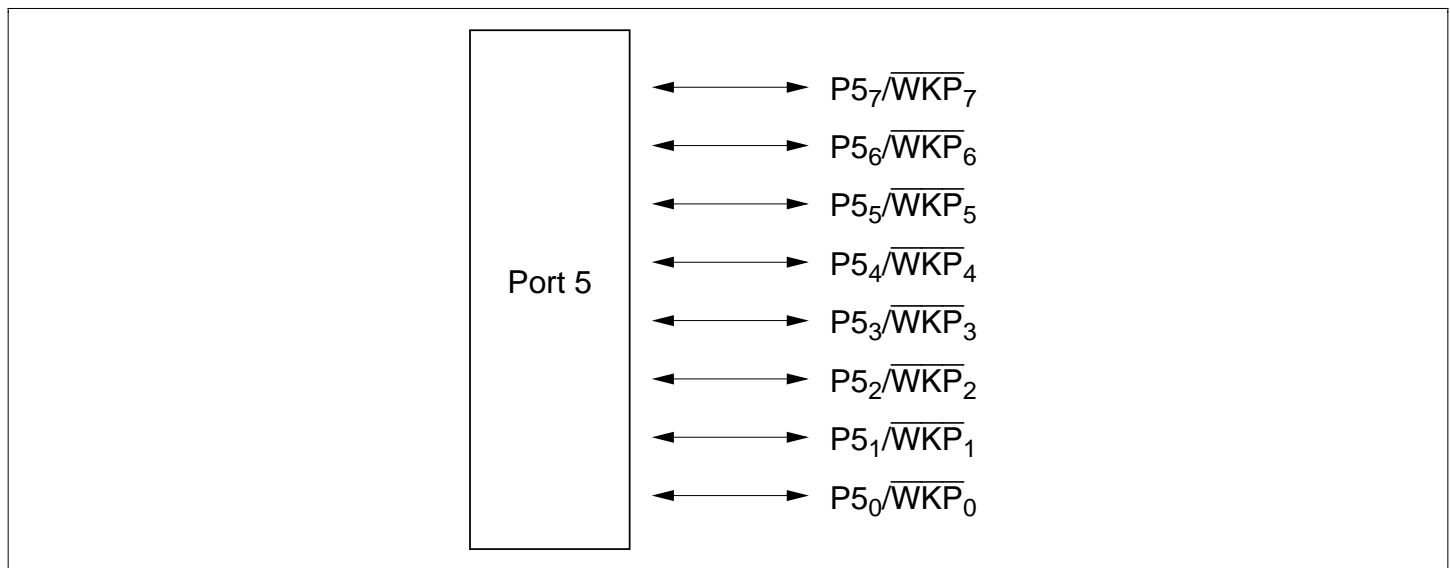 P5₇/W̅K̅P̅₇
P5₆/W̅K̅P̅₆
P5₅/W̅K̅P̅₅
P5₄/W̅K̅P̅₄
Port 5
P5₃/W̅K̅P̅₃
P5₂/W̅K̅P̅₂
P5₁/W̅K̅P̅₁
P5₀/W̅K̅P̅₀